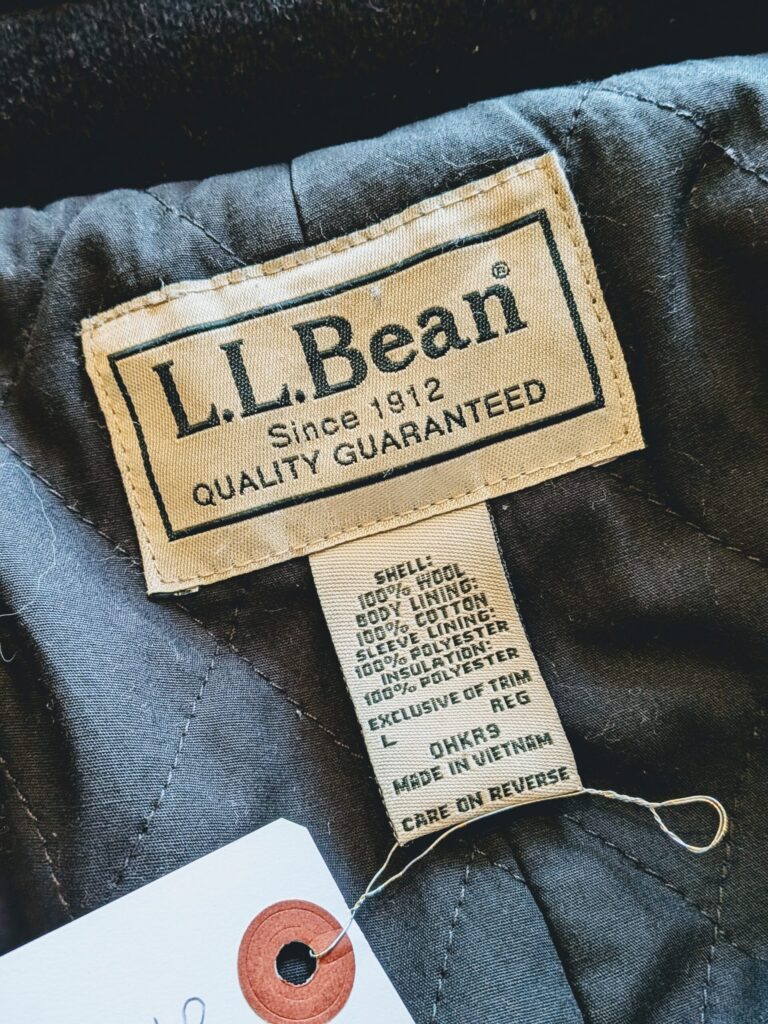 L.L.Bean®
Since 1912
QUALITY GUARANTEED
SHELL:
100% WOOL
BODY LINING:
100% COTTON
SLEEVE LINING:
100% POLYESTER
INSULATION:
100% POLYESTER
EXCLUSIVE OF TRIM
L REG
0HKR9
MADE IN VIETNAM
CARE ON REVERSE